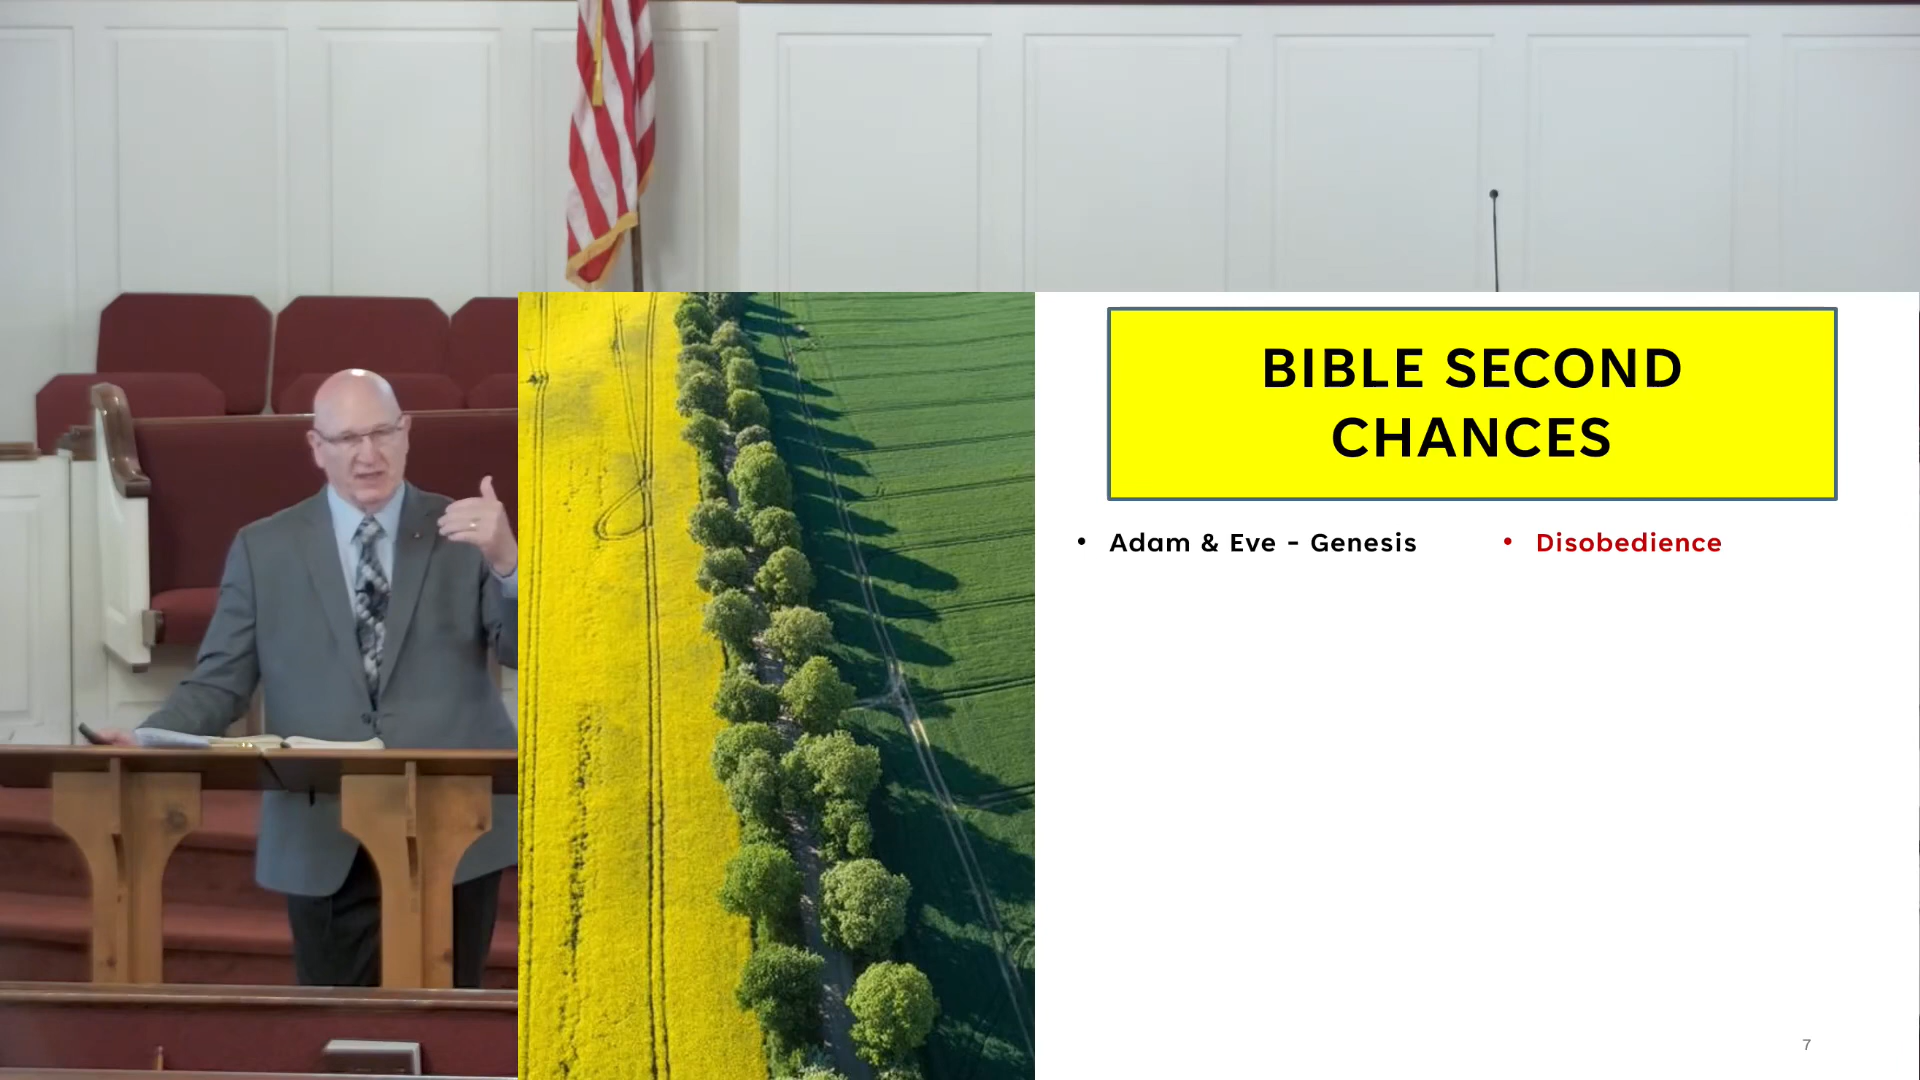 BIBLE SECOND
CHANCES
• Adam & Eve – Genesis
• Disobedience
7